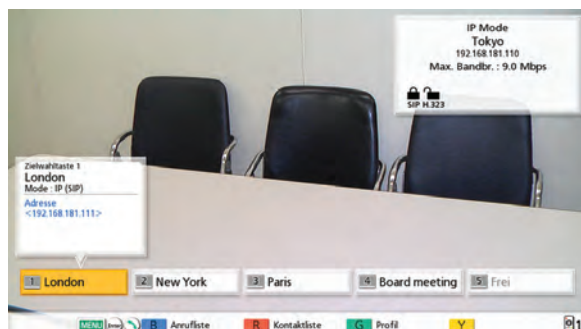 IP Mode
Tokyo
192.168.181.110
Max. Bandbr. : 9.0 Mbps
SIP H.323
Zielwahltaste 1
London
Mode : IP (SIP)
Adresse
<192.168.181.111>
1 London
2 New York
3 Paris
4 Board meeting
5 Frei
MENU Enter B Anrufliste R Kontaktliste G Profil Y 1